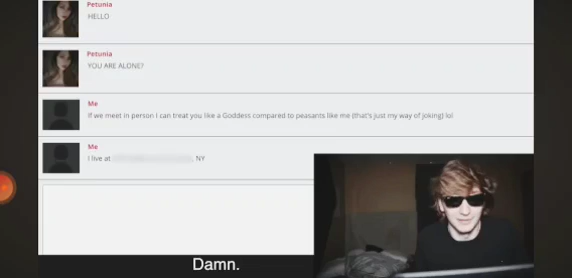 Petunia
HELLO
Petunia
YOU ARE ALONE?
Me
If we meet in person I can treat you like a Goddess compared to peasants like me (that's just my way of joking) lol
Me
I live at , NY
Damn.